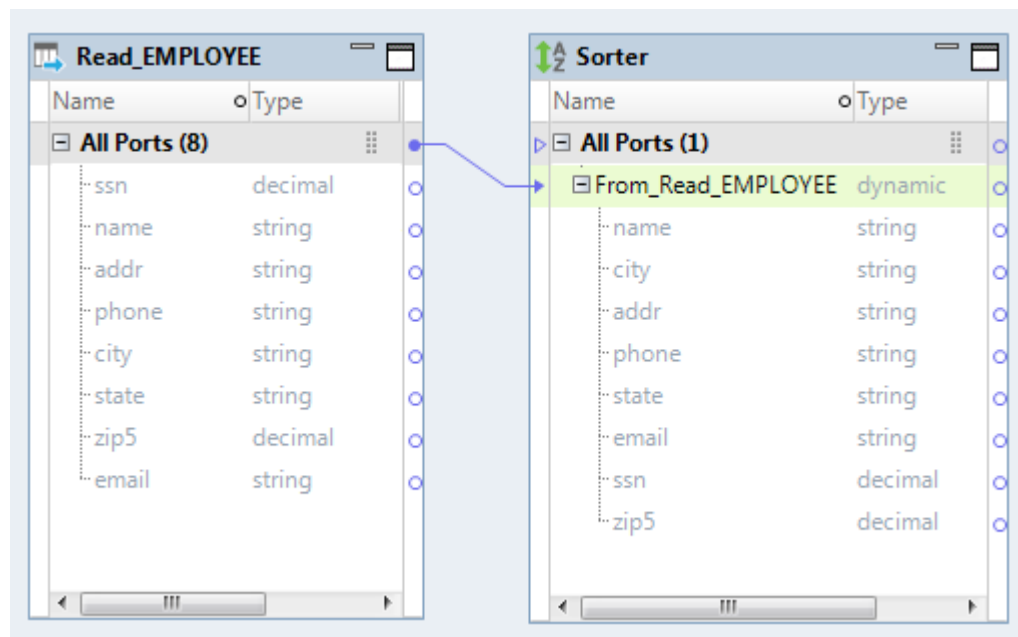 Read_EMPLOYEE
Name Type
All Ports (8)
ssn decimal
name string
addr string
phone string
city string
state string
zip5 decimal
email string
Sorter
Name Type
All Ports (1)
From_Read_EMPLOYEE dynamic
name string
city string
addr string
phone string
state string
email string
ssn decimal
zip5 decimal